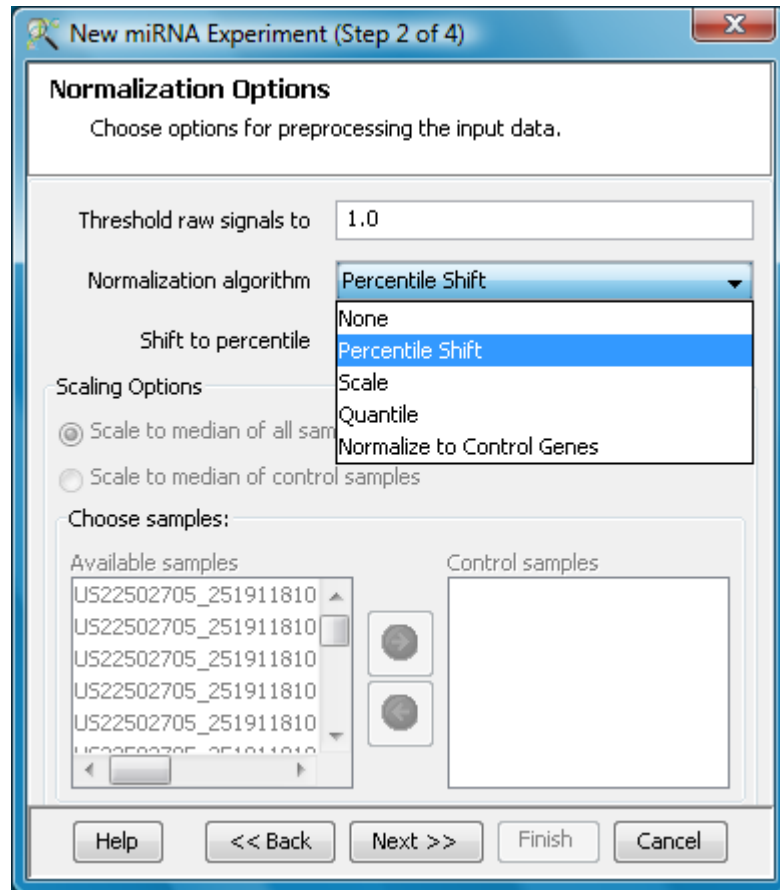 New miRNA Experiment (Step 2 of 4)
Normalization Options
Choose options for preprocessing the input data.
Threshold raw signals to 1.0
Normalization algorithm Percentile Shift
None
Shift to percentile
Percentile Shift
Scaling Options
Scale
Quantile
Scale to median of all sam
Normalize to Control Genes
Scale to median of control samples
Choose samples:
Available samples Control samples
US22502705_251911810
US22502705_251911810
US22502705_251911810
US22502705_251911810
US22502705_251911810
Help << Back Next >> Finish Cancel